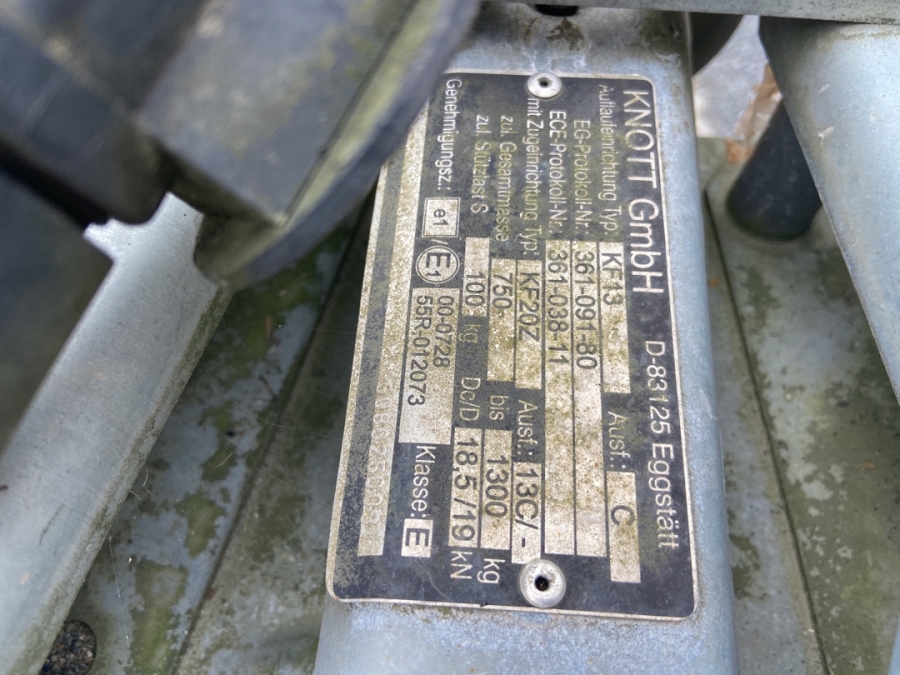 KNOTT GmbH D-83125 Eggstätt
Auflaufeinrichtung Typ: KF13 Ausf.: C
EG-Protokoll-Nr. 361-091-80
ECE-Protokoll-Nr. 361-038-11
mit Zugeinrichtung Typ: KF20Z Ausf.: 13C/-
zul. Gesamtmasse 750- bis 1300 kg
zul. Stützlast S 100 kg Dc/D 18,5/19 kN
Genehmigungsz.: e1 / E1 00-0728 Klasse: E
55R-012073